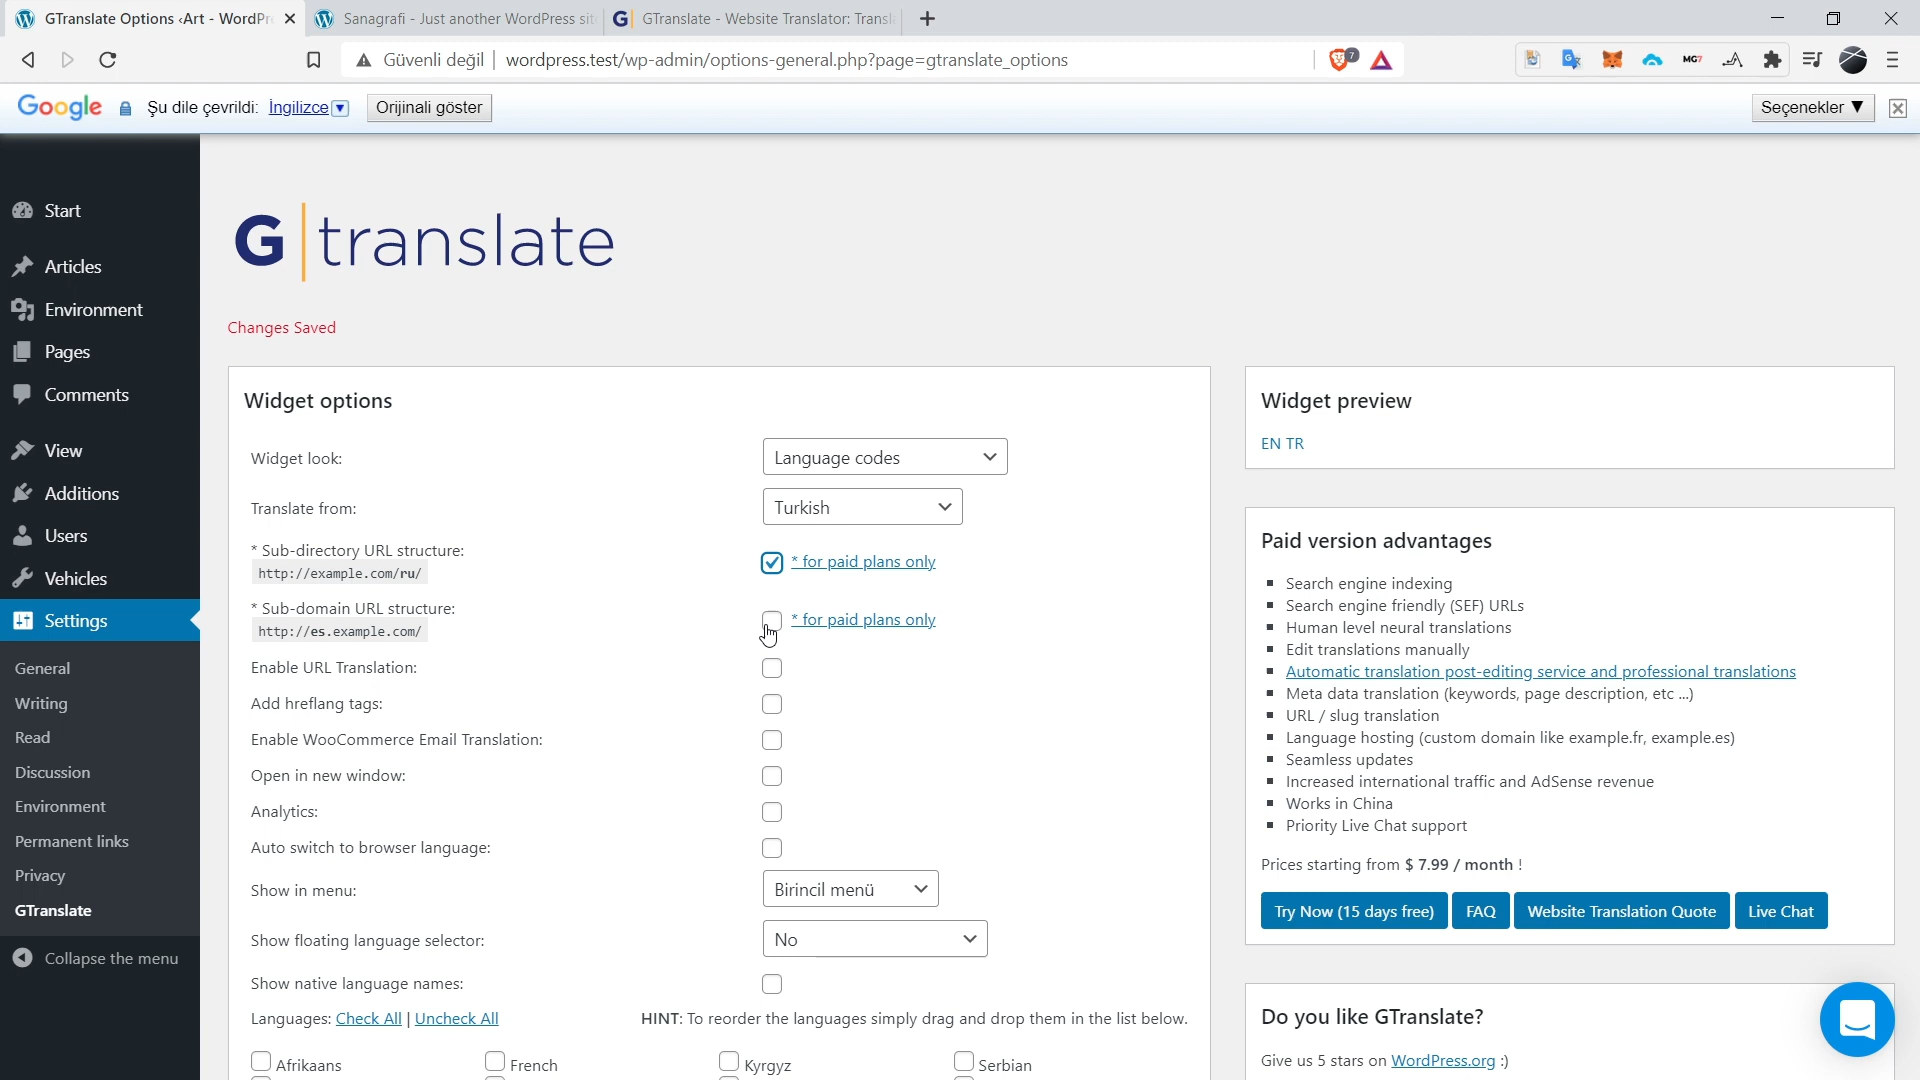 GTranslate Options ‹Art - WordPr
Sanagrafi - Just another WordPress sit
GTranslate - Website Translator: Transla
Güvenli değil
wordpress.test/wp-admin/options-general.php?page=gtranslate_options
7
MG7
Google
Şu dile çevrildi: İngilizce
Orijinali göster
Seçenekler ▼
Start
Articles
Environment
Pages
Comments
View
Additions
Users
Vehicles
Settings
General
Writing
Read
Discussion
Environment
Permanent links
Privacy
GTranslate
Collapse the menu
G|translate
Changes Saved
Widget options
Widget look:
Language codes
Translate from:
Turkish
* Sub-directory URL structure:
http://example.com/ru/
* for paid plans only
* Sub-domain URL structure:
http://es.example.com/
* for paid plans only
Enable URL Translation:
Add hreflang tags:
Enable WooCommerce Email Translation:
Open in new window:
Analytics:
Auto switch to browser language:
Show in menu:
Birincil menü
Show floating language selector:
No
Show native language names:
Languages: Check All | Uncheck All
HINT: To reorder the languages simply drag and drop them in the list below.
Afrikaans
French
Kyrgyz
Serbian
Widget preview
EN TR
Paid version advantages
Search engine indexing
Search engine friendly (SEF) URLs
Human level neural translations
Edit translations manually
Automatic translation post-editing service and professional translations
Meta data translation (keywords, page description, etc ...)
URL / slug translation
Language hosting (custom domain like example.fr, example.es)
Seamless updates
Increased international traffic and AdSense revenue
Works in China
Priority Live Chat support
Prices starting from $ 7.99 / month !
Try Now (15 days free)
FAQ
Website Translation Quote
Live Chat
Do you like GTranslate?
Give us 5 stars on WordPress.org :)